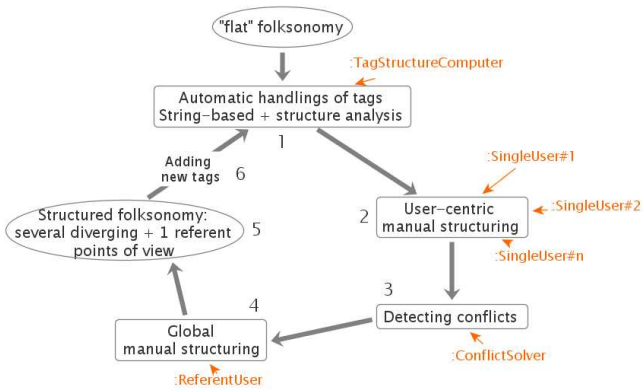 "flat" folksonomy
:TagStructureComputer
Automatic handlings of tags
String-based + structure analysis
1
Adding
new tags
6
:SingleUser#1
:SingleUser#2
:SingleUser#n
2
User-centric
manual structuring
Structured folksonomy:
several diverging + 1 referent
points of view
5
3
Detecting conflicts
:ConflictSolver
4
Global
manual structuring
:ReferentUser